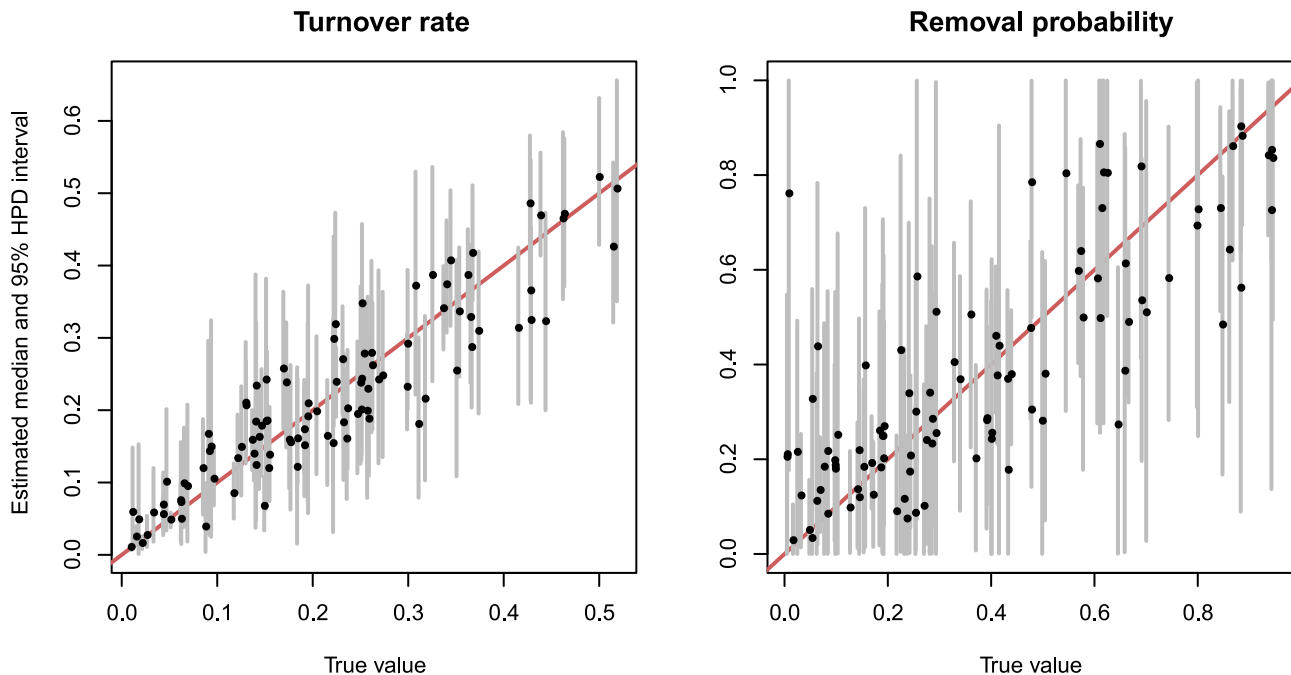 Turnover rate
Removal probability
Estimated median and 95% HPD interval
0.6
0.5
0.4
0.3
0.2
0.1
0.0
0.0 0.1 0.2 0.3 0.4 0.5
True value
1.0
0.8
0.6
0.4
0.2
0.0
0.0 0.2 0.4 0.6 0.8
True value